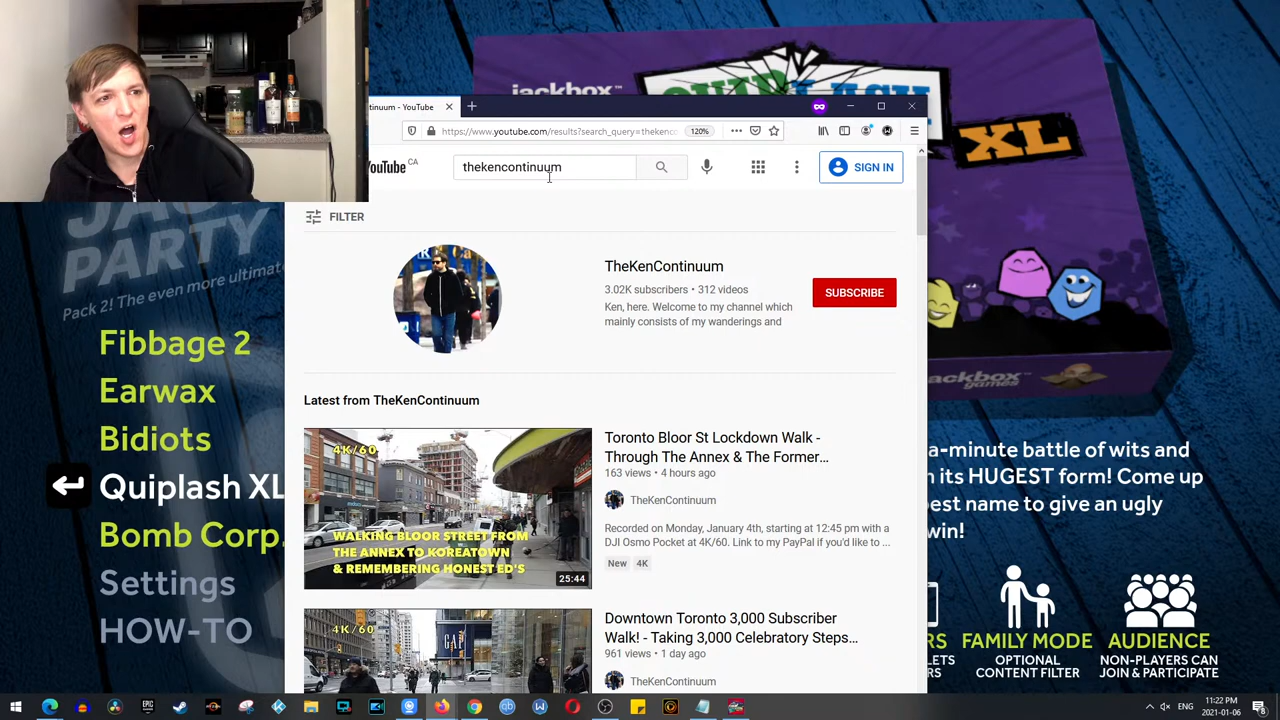 jackbox
XL
tinuum - YouTube
https://www.youtube.com/results?search_query=thekenc
120%
YouTube CA
thekencontinuum
SIGN IN
FILTER
TheKenContinuum
3.02K subscribers • 312 videos
Ken, here. Welcome to my channel which
mainly consists of my wanderings and
SUBSCRIBE
Latest from TheKenContinuum
4K/60
WALKING BLOOR STREET FROM
THE ANNEX TO KOREATOWN
& REMEMBERING HONEST ED'S
25:44
Toronto Bloor St Lockdown Walk -
Through The Annex & The Former...
163 views • 4 hours ago
TheKenContinuum
Recorded on Monday, January 4th, starting at 12:45 pm with a
DJI Osmo Pocket at 4K/60. Link to my PayPal if you'd like to ...
New 4K
4K/60
GAP
Downtown Toronto 3,000 Subscriber
Walk! - Taking 3,000 Celebratory Steps...
961 views • 1 day ago
TheKenContinuum
PARTY
Pack 2! The even more ultimat
Fibbage 2
Earwax
Bidiots
Quiplash XL
Bomb Corp.
Settings
HOW-TO
ackbox
games
a-minute battle of wits and
n its HUGEST form! Come up
best name to give an ugly
win!
RS
LETS
RS
FAMILY MODE
OPTIONAL
CONTENT FILTER
AUDIENCE
NON-PLAYERS CAN
JOIN & PARTICIPATE
EPIC
ENG
11:22 PM
2021-01-06